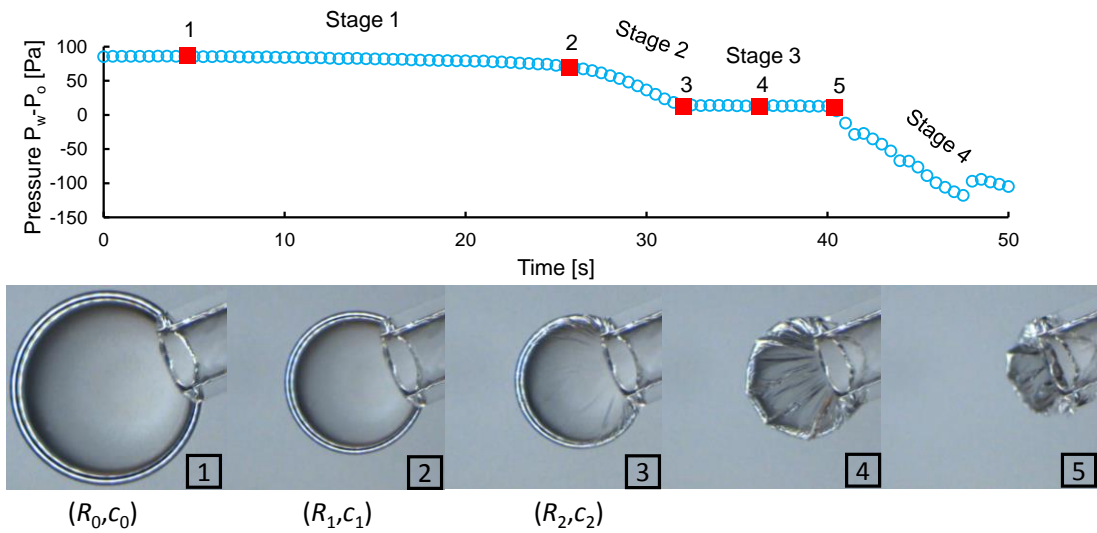 Stage 1
Stage 2
Stage 3
Stage 4
1
2
3
4
5
Pressure P_w-P_o [Pa]
100
50
0
-50
-100
-150
0
10
20
30
40
50
Time [s]
1
2
3
4
5
(R₀,c₀)
(R₁,c₁)
(R₂,c₂)